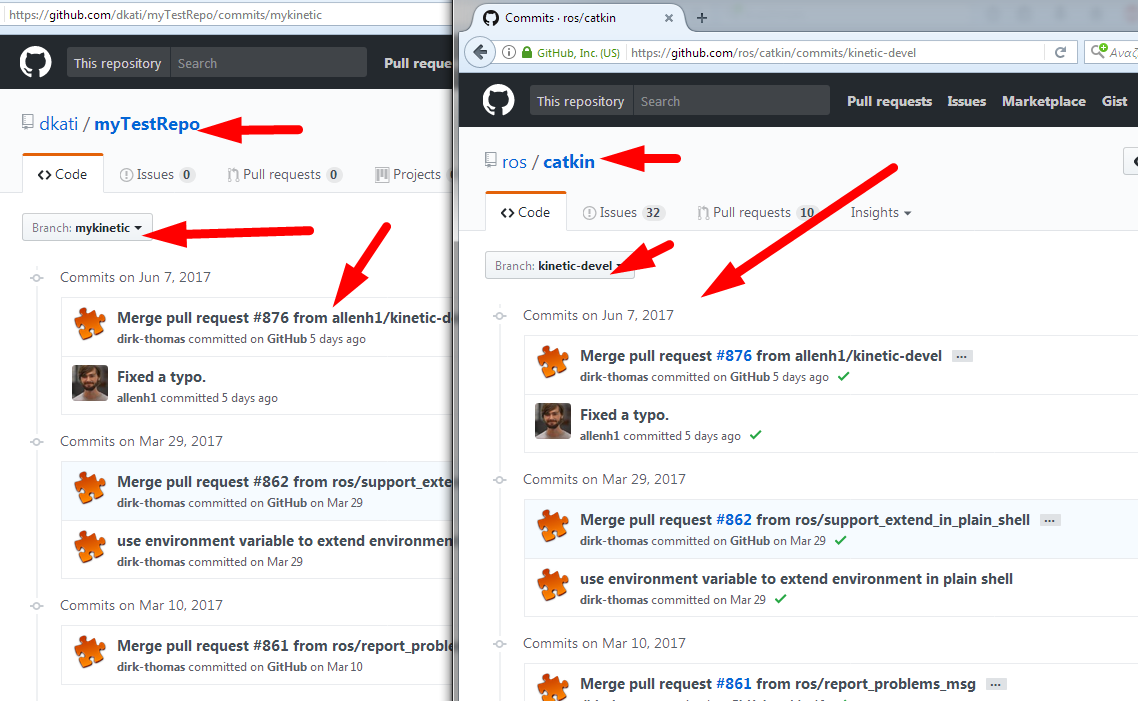 https://github.com/dkati/myTestRepo/commits/mykinetic
This repository Search Pull reque
dkati / myTestRepo
Code Issues 0 Pull requests 0 Projects
Branch: mykinetic
Commits on Jun 7, 2017
Merge pull request #876 from allenh1/kinetic-d
dirk-thomas committed on GitHub 5 days ago
Fixed a typo.
allenh1 committed 5 days ago
Commits on Mar 29, 2017
Merge pull request #862 from ros/support_exte
dirk-thomas committed on GitHub on Mar 29
use environment variable to extend environment
dirk-thomas committed on Mar 29
Commits on Mar 10, 2017
Merge pull request #861 from ros/report_proble
dirk-thomas committed on GitHub on Mar 10
Commits · ros/catkin
GitHub, Inc. (US) https://github.com/ros/catkin/commits/kinetic-devel Ανα
This repository Search Pull requests Issues Marketplace Gist
ros / catkin
Code Issues 32 Pull requests 10 Insights
Branch: kinetic-devel
Commits on Jun 7, 2017
Merge pull request #876 from allenh1/kinetic-devel ...
dirk-thomas committed on GitHub 5 days ago
Fixed a typo.
allenh1 committed 5 days ago
Commits on Mar 29, 2017
Merge pull request #862 from ros/support_extend_in_plain_shell ...
dirk-thomas committed on GitHub on Mar 29
use environment variable to extend environment in plain shell
dirk-thomas committed on Mar 29
Commits on Mar 10, 2017
Merge pull request #861 from ros/report_problems_msg ...